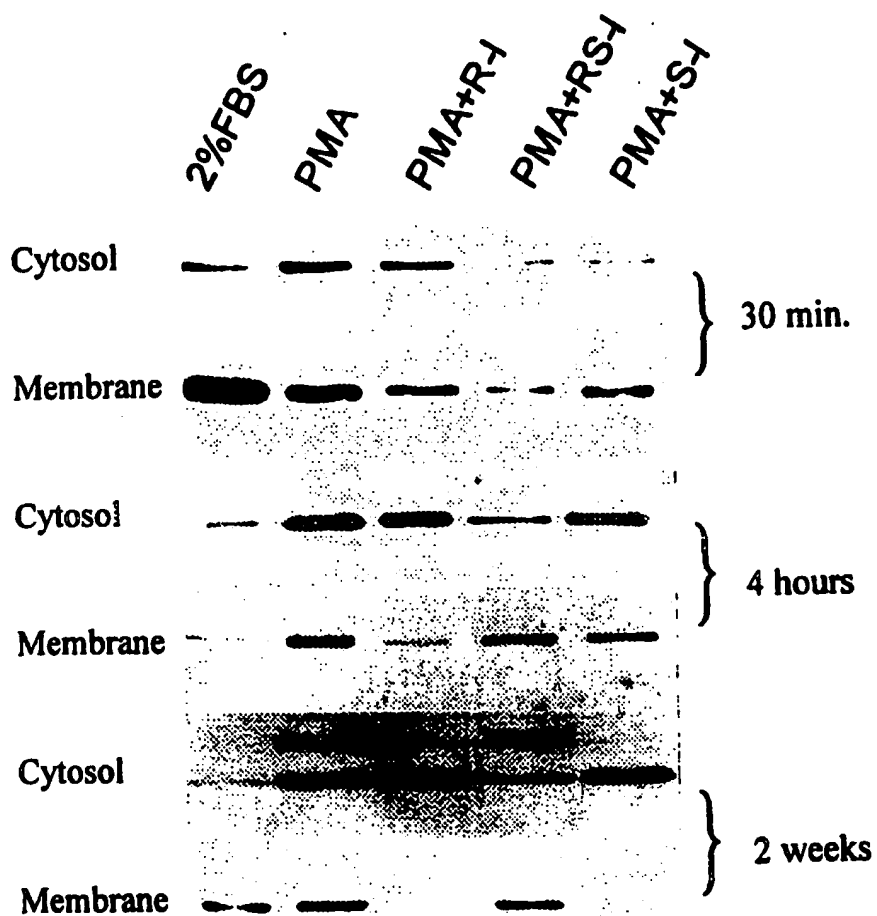 2%FBS PMA PMA+R-I PMA+RS-I PMA+S-I
Cytosol
30 min.
Membrane
Cytosol
4 hours
Membrane
Cytosol
2 weeks
Membrane